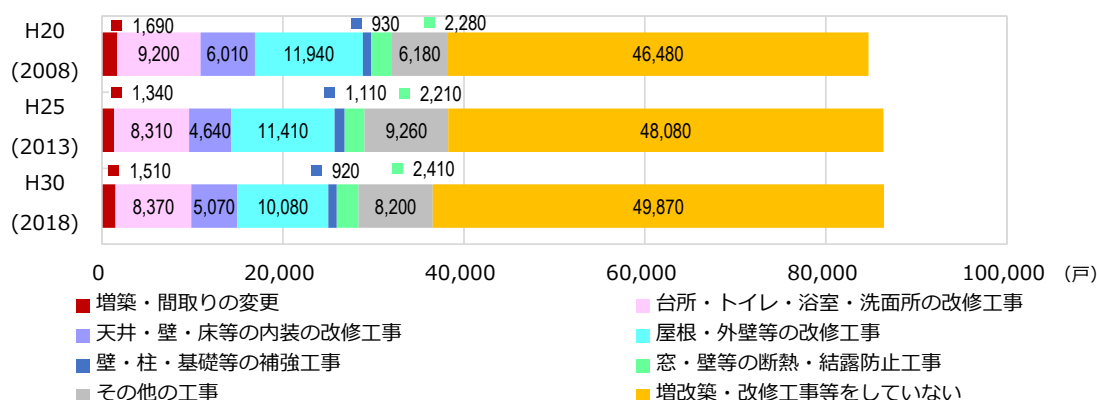 H20 1,690 930 2,280
(2008) 9,200 6,010 11,940 6,180 46,480
H25 1,340 1,110 2,210
(2013) 8,310 4,640 11,410 9,260 48,080
H30 1,510 920 2,410
(2018) 8,370 5,070 10,080 8,200 49,870
0 20,000 40,000 60,000 80,000 100,000 (戸)
増築・間取りの変更 台所・トイレ・浴室・洗面所の改修工事
天井・壁・床等の内装の改修工事 屋根・外壁等の改修工事
壁・柱・基礎等の補強工事 窓・壁等の断熱・結露防止工事
その他の工事 増改築・改修工事等をしていない